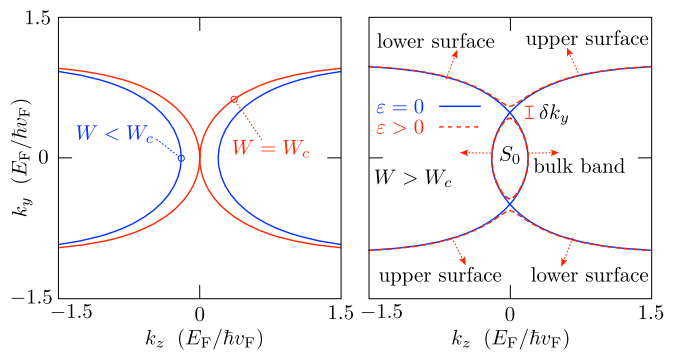 1.5
0
−1.5
k_y (E_F/ħv_F)
W < W_c
W = W_c
−1.5
0
1.5
k_z (E_F/ħv_F)
lower surface
upper surface
ε = 0
ε > 0
δk_y
S_0
bulk band
W > W_c
upper surface
lower surface
−1.5
0
1.5
k_z (E_F/ħv_F)